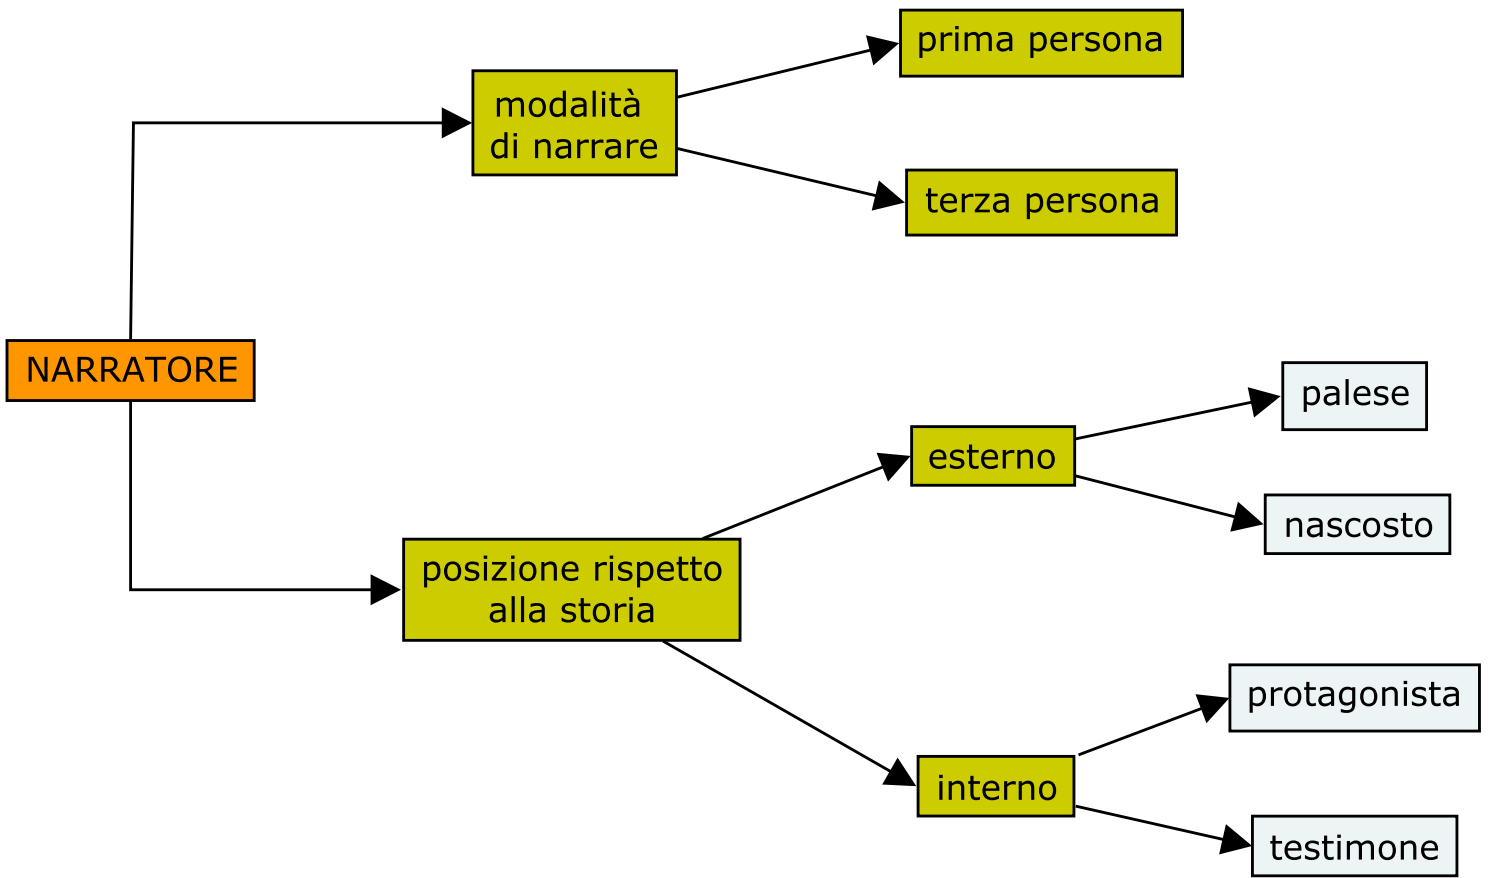 prima persona
modalità
di narrare
terza persona
NARRATORE
palese
esterno
nascosto
posizione rispetto
alla storia
protagonista
interno
testimone